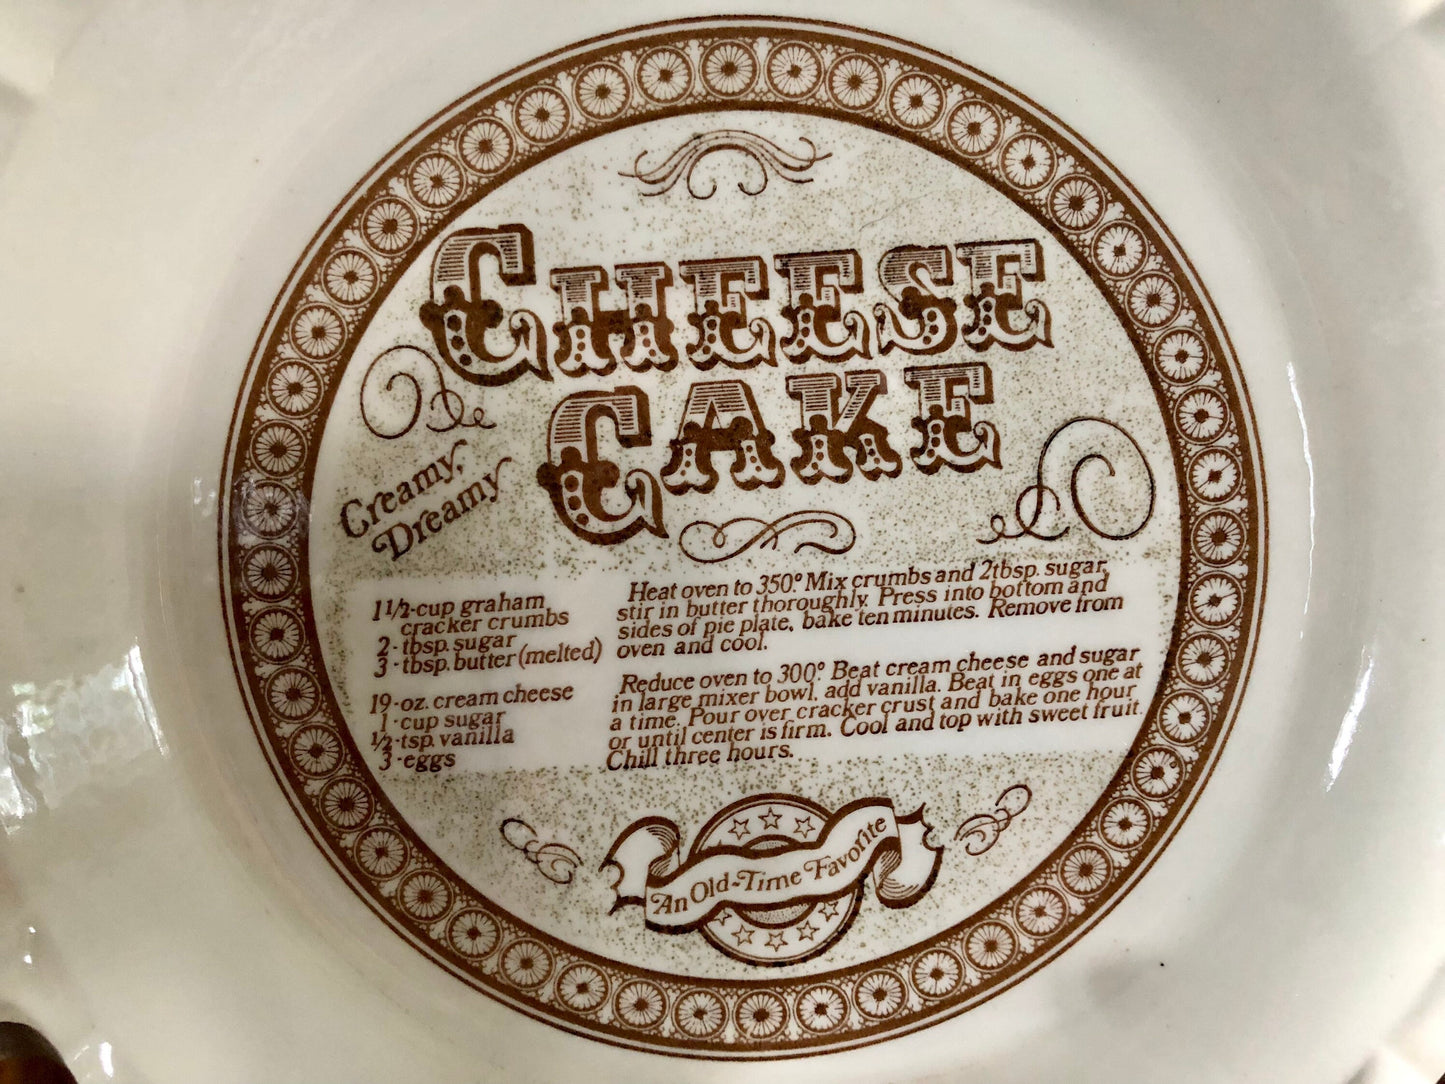 CHEESE
CAKE
Creamy,
Dreamy
1 1/2-cup graham
cracker crumbs
2-tbsp. sugar
3-tbsp. butter (melted)
19-oz. cream cheese
1-cup sugar
1/2-tsp. vanilla
3-eggs
Heat oven to 350.° Mix crumbs and 2tbsp. sugar,
stir in butter thoroughly. Press into bottom and
sides of pie plate, bake ten minutes. Remove from
oven and cool.
Reduce oven to 300.° Beat cream cheese and sugar
in large mixer bowl, add vanilla. Beat in eggs one at
a time. Pour over cracker crust and bake one hour
or until center is firm. Cool and top with sweet fruit.
Chill three hours.
An Old-Time Favorite